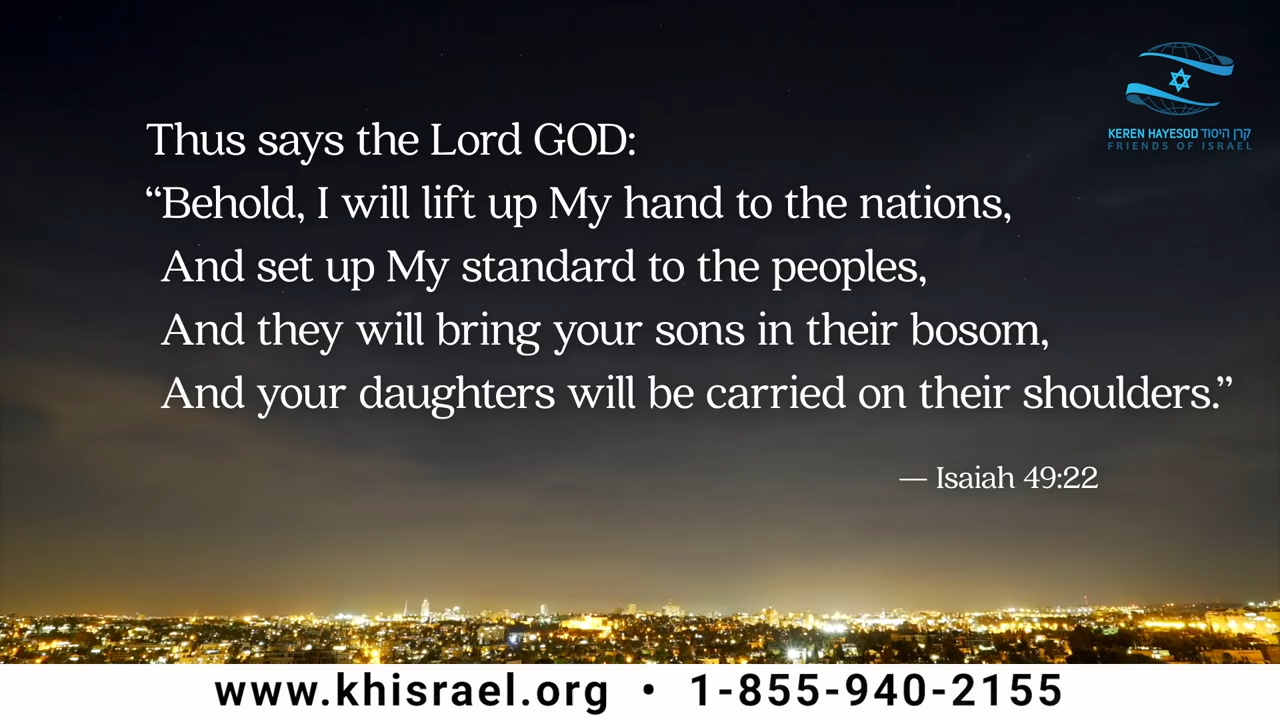 KEREN HAYESOD קרן היסוד
FRIENDS OF ISRAEL
Thus says the Lord GOD:
“Behold, I will lift up My hand to the nations,
And set up My standard to the peoples,
And they will bring your sons in their bosom,
And your daughters will be carried on their shoulders.”
— Isaiah 49:22
www.khisrael.org • 1-855-940-2155